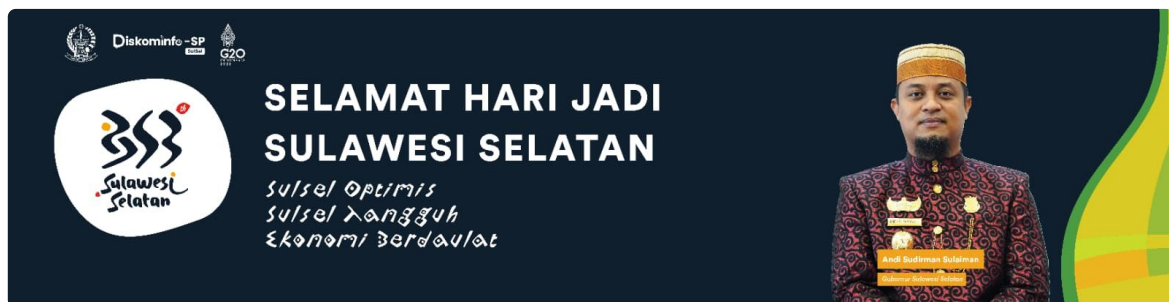 Diskominfo-SP
SulSel
G20
SELAMAT HARI JADI
SULAWESI SELATAN
353
Sulawesi
Selatan
Sulsel Optimis
Sulsel Tangguh
Ekonomi Berdaulat
Andi Sudirman Sulaiman
Gubernur Sulawesi Selatan